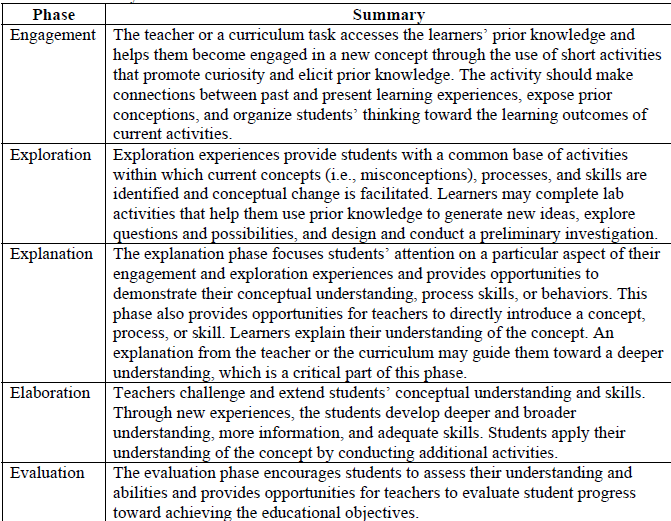 Phase Summary
Engagement The teacher or a curriculum task accesses the learners' prior knowledge and
helps them become engaged in a new concept through the use of short activities
that promote curiosity and elicit prior knowledge. The activity should make
connections between past and present learning experiences, expose prior
conceptions, and organize students' thinking toward the learning outcomes of
current activities.
Exploration Exploration experiences provide students with a common base of activities
within which current concepts (i.e., misconceptions), processes, and skills are
identified and conceptual change is facilitated. Learners may complete lab
activities that help them use prior knowledge to generate new ideas, explore
questions and possibilities, and design and conduct a preliminary investigation.
Explanation The explanation phase focuses students' attention on a particular aspect of their
engagement and exploration experiences and provides opportunities to
demonstrate their conceptual understanding, process skills, or behaviors. This
phase also provides opportunities for teachers to directly introduce a concept,
process, or skill. Learners explain their understanding of the concept. An
explanation from the teacher or the curriculum may guide them toward a deeper
understanding, which is a critical part of this phase.
Elaboration Teachers challenge and extend students' conceptual understanding and skills.
Through new experiences, the students develop deeper and broader
understanding, more information, and adequate skills. Students apply their
understanding of the concept by conducting additional activities.
Evaluation The evaluation phase encourages students to assess their understanding and
abilities and provides opportunities for teachers to evaluate student progress
toward achieving the educational objectives.